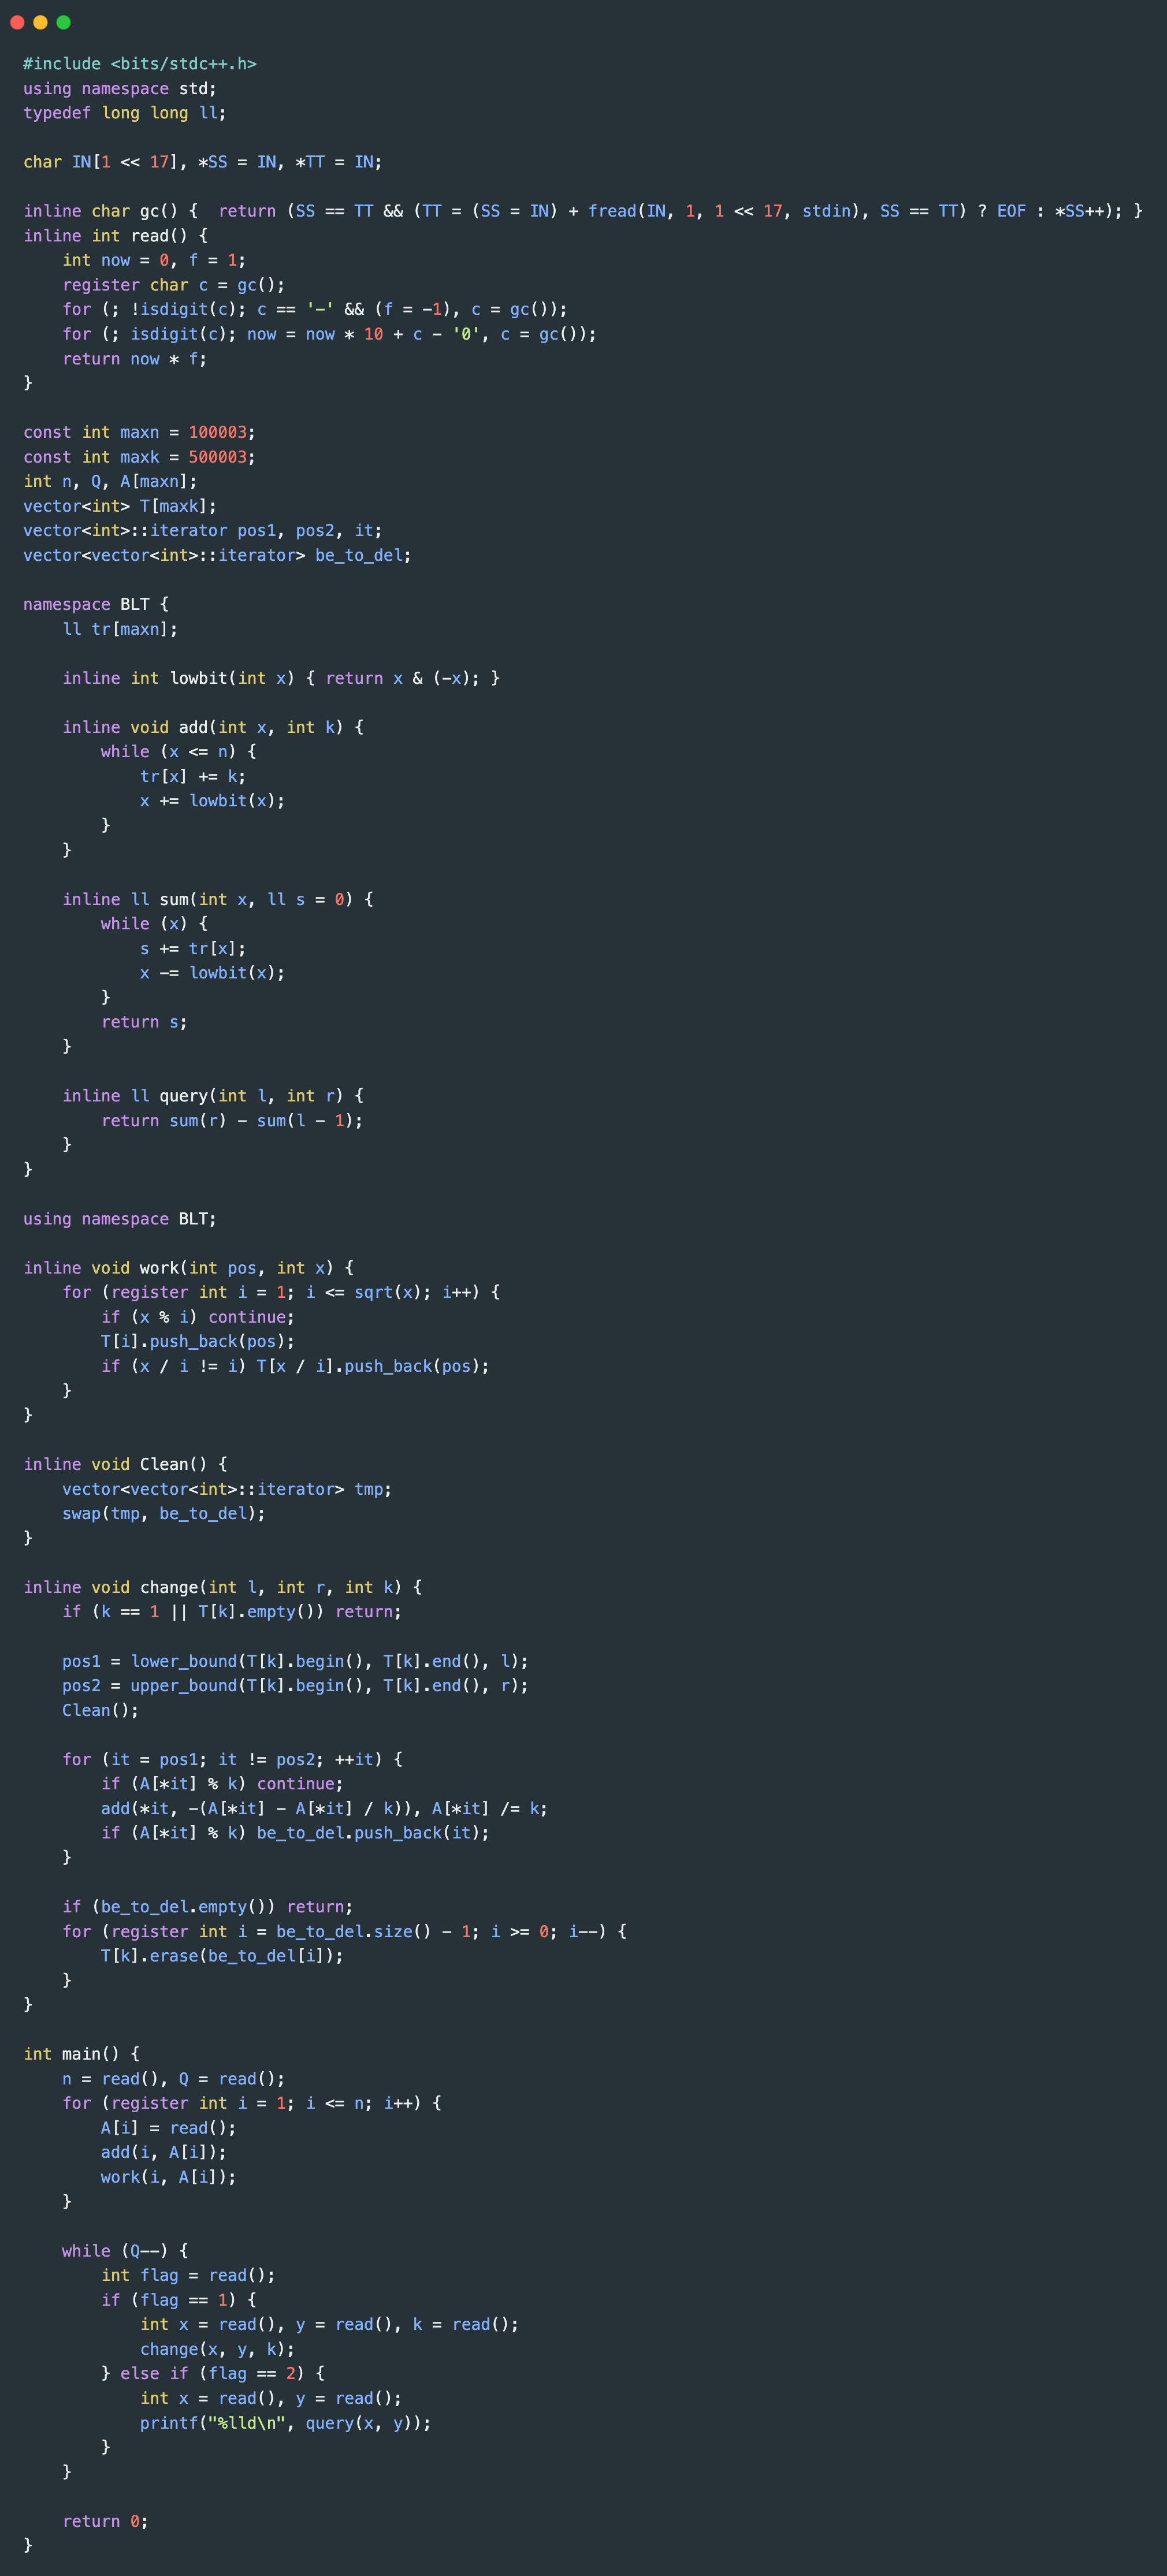 #include <bits/stdc++.h>
using namespace std;
typedef long long ll;

char IN[1 << 17], *SS = IN, *TT = IN;

inline char gc() {  return (SS == TT && (TT = (SS = IN) + fread(IN, 1, 1 << 17, stdin), SS == TT) ? EOF : *SS++); }
inline int read() {
    int now = 0, f = 1;
    register char c = gc();
    for (; !isdigit(c); c == '-' && (f = -1), c = gc());
    for (; isdigit(c); now = now * 10 + c - '0', c = gc());
    return now * f;
}

const int maxn = 100003;
const int maxk = 500003;
int n, Q, A[maxn];
vector<int> T[maxk];
vector<int>::iterator pos1, pos2, it;
vector<vector<int>::iterator> be_to_del;

namespace BLT {
    ll tr[maxn];

    inline int lowbit(int x) { return x & (-x); }

    inline void add(int x, int k) {
        while (x <= n) {
            tr[x] += k;
            x += lowbit(x);
        }
    }

    inline ll sum(int x, ll s = 0) {
        while (x) {
            s += tr[x];
            x -= lowbit(x);
        }
        return s;
    }

    inline ll query(int l, int r) {
        return sum(r) - sum(l - 1);
    }
}

using namespace BLT;

inline void work(int pos, int x) {
    for (register int i = 1; i <= sqrt(x); i++) {
        if (x % i) continue;
        T[i].push_back(pos);
        if (x / i != i) T[x / i].push_back(pos);
    }
}

inline void Clean() {
    vector<vector<int>::iterator> tmp;
    swap(tmp, be_to_del);
}

inline void change(int l, int r, int k) {
    if (k == 1 || T[k].empty()) return;

    pos1 = lower_bound(T[k].begin(), T[k].end(), l);
    pos2 = upper_bound(T[k].begin(), T[k].end(), r);
    Clean();

    for (it = pos1; it != pos2; ++it) {
        if (A[*it] % k) continue;
        add(*it, -(A[*it] - A[*it] / k)), A[*it] /= k;
        if (A[*it] % k) be_to_del.push_back(it);
    }

    if (be_to_del.empty()) return;
    for (register int i = be_to_del.size() - 1; i >= 0; i--) {
        T[k].erase(be_to_del[i]);
    }
}

int main() {
    n = read(), Q = read();
    for (register int i = 1; i <= n; i++) {
        A[i] = read();
        add(i, A[i]);
        work(i, A[i]);
    }

    while (Q--) {
        int flag = read();
        if (flag == 1) {
            int x = read(), y = read(), k = read();
            change(x, y, k);
        } else if (flag == 2) {
            int x = read(), y = read();
            printf("%lld\n", query(x, y));
        }
    }

    return 0;
}